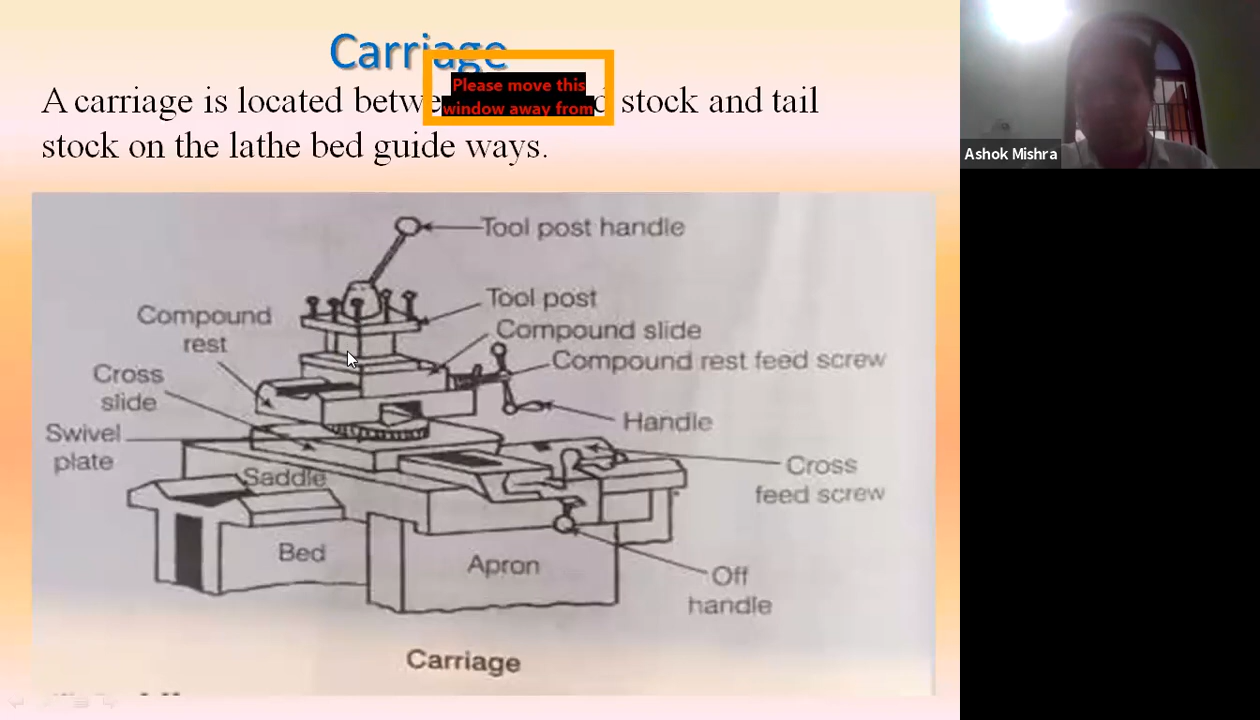 Carriage
Please move this
window away from
A carriage is located betwe d stock and tail
stock on the lathe bed guide ways.
Ashok Mishra
Tool post handle
Tool post
Compound
rest
Compound slide
Compound rest feed screw
Cross
slide
Handle
Swivel
plate
Saddle
Cross
feed screw
Bed
Apron
Off
handle
Carriage